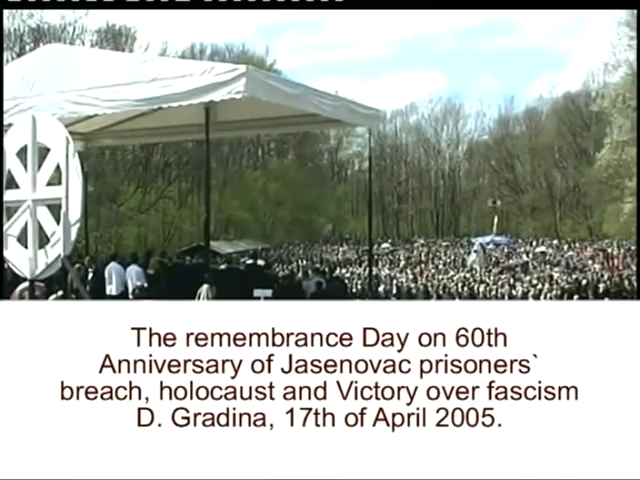 The remembrance Day on 60th
Anniversary of Jasenovac prisoners`
breach, holocaust and Victory over fascism
D. Gradina, 17th of April 2005.